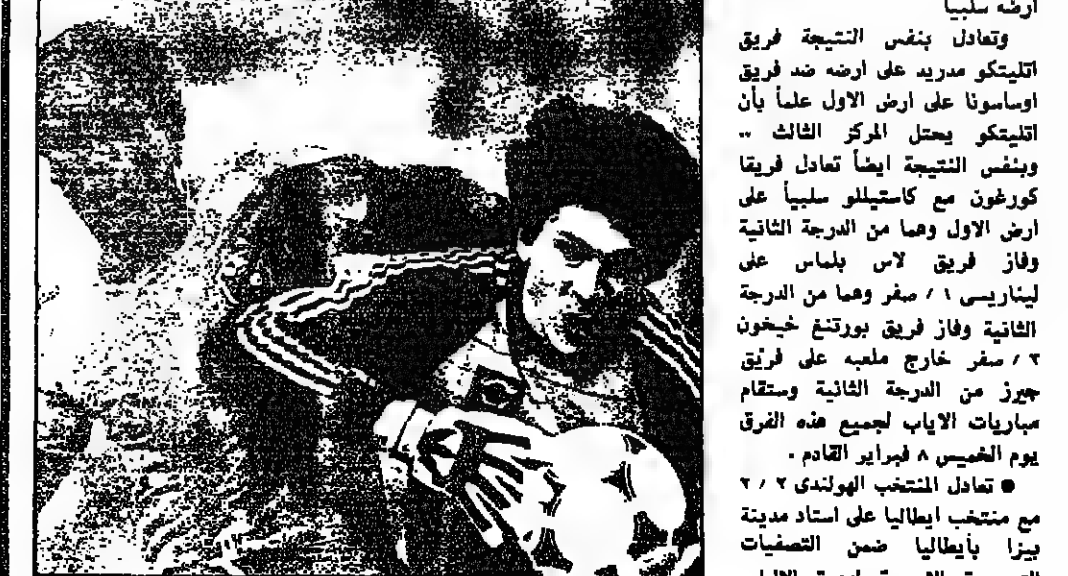 ارضه سلبيا
وتعادل بنفس النتيجة فريق
اتليتكو مدريد على ارضه ضد فريق
اوساسونا على ارض الاول علماً بأن
اتليتكو يحتل المركز الثالث ..
وبنفس النتيجة ايضاً تعادل فريقا
كورغون مع كاستيللو سلبياً على
ارض الاول وهما من الدرجة الثانية
وفاز فريق لاس بلماس على
ليناريسى ١ / صفر وهما من الدرجة
الثانية وفاز فريق بورتنغ خيخون
٣ / صفر خارج ملعبه على فريق
جيرز من الدرجة الثانية وستقام
مباريات الاياب لجميع هذه الفرق
يوم الخميس ٨ فبراير القادم .
● تعادل المنتخب الهولندى ٢ / ٢
مع منتخب ايطاليا على استاد مدينة
بيزا بأيطاليا ضمن التصفيات